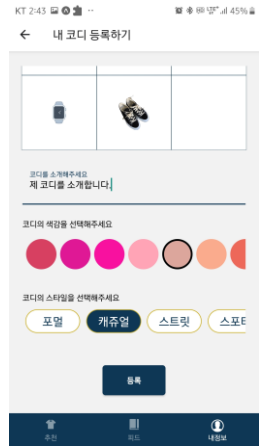 KT 2:43
45%
내 코디 등록하기
코디를 소개해주세요
제 코디를 소개합니다.
코디의 색감을 선택해주세요
코디의 스타일을 선택해주세요
포멀 캐쥬얼 스트릿 스포티
등록
추천 피드 내정보